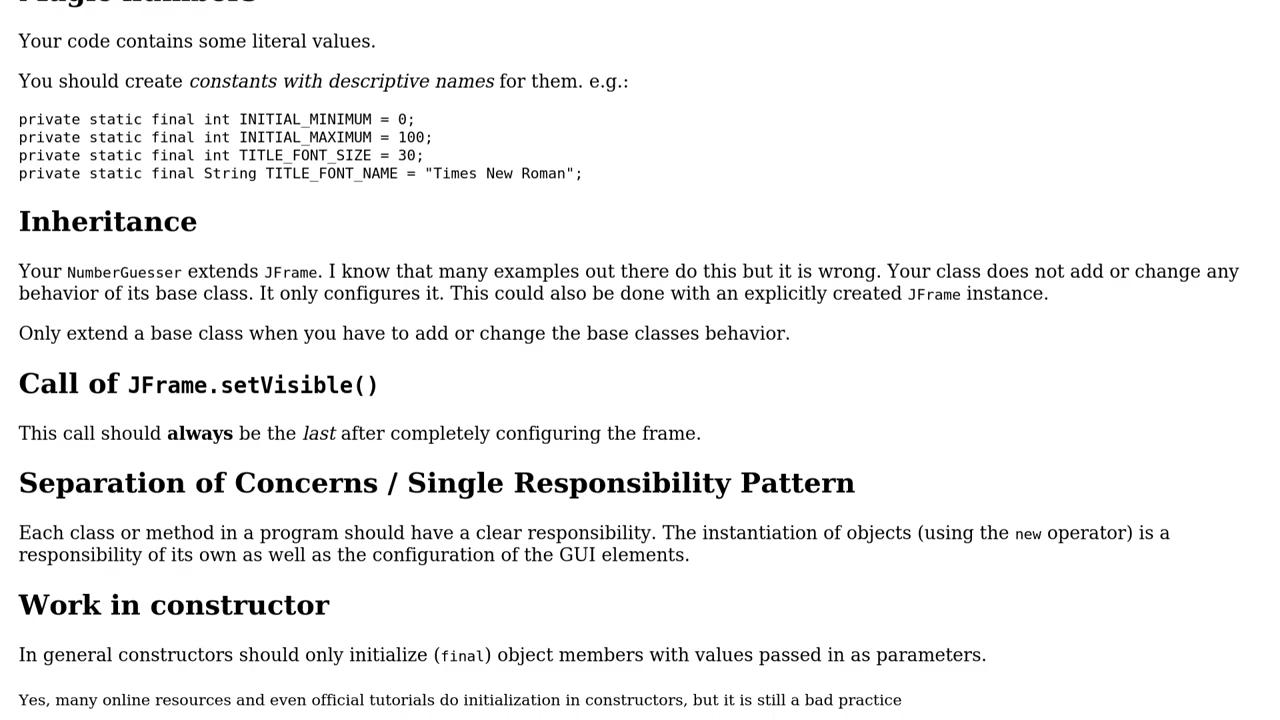 Magic numbers
Your code contains some literal values.
You should create constants with descriptive names for them. e.g.:
private static final int INITIAL_MINIMUM = 0;
private static final int INITIAL_MAXIMUM = 100;
private static final int TITLE_FONT_SIZE = 30;
private static final String TITLE_FONT_NAME = "Times New Roman";
Inheritance
Your NumberGuesser extends JFrame. I know that many examples out there do this but it is wrong. Your class does not add or change any
behavior of its base class. It only configures it. This could also be done with an explicitly created JFrame instance.
Only extend a base class when you have to add or change the base classes behavior.
Call of JFrame.setVisible()
This call should always be the last after completely configuring the frame.
Separation of Concerns / Single Responsibility Pattern
Each class or method in a program should have a clear responsibility. The instantiation of objects (using the new operator) is a
responsibility of its own as well as the configuration of the GUI elements.
Work in constructor
In general constructors should only initialize (final) object members with values passed in as parameters.
Yes, many online resources and even official tutorials do initialization in constructors, but it is still a bad practice